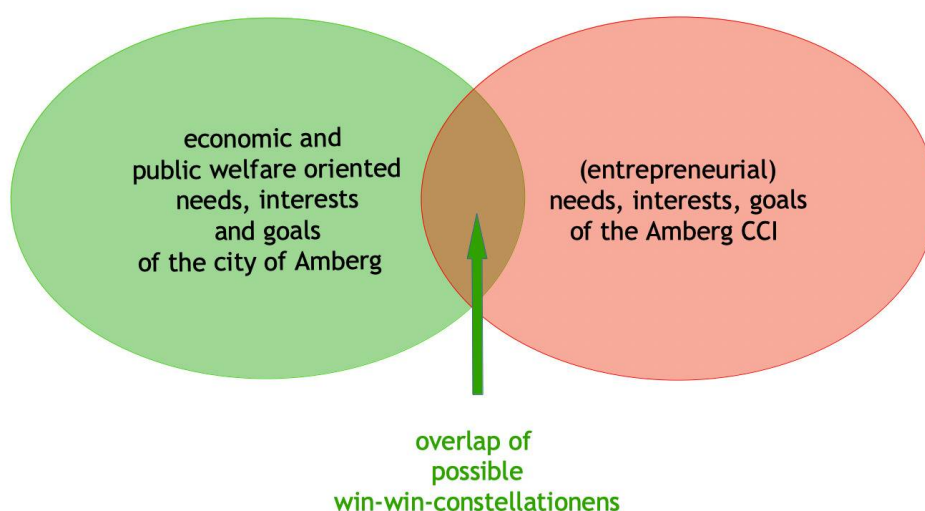 economic and
public welfare oriented
needs, interests
and goals
of the city of Amberg
(entrepreneurial)
needs, interests, goals
of the Amberg CCI
overlap of
possible
win-win-constellationens